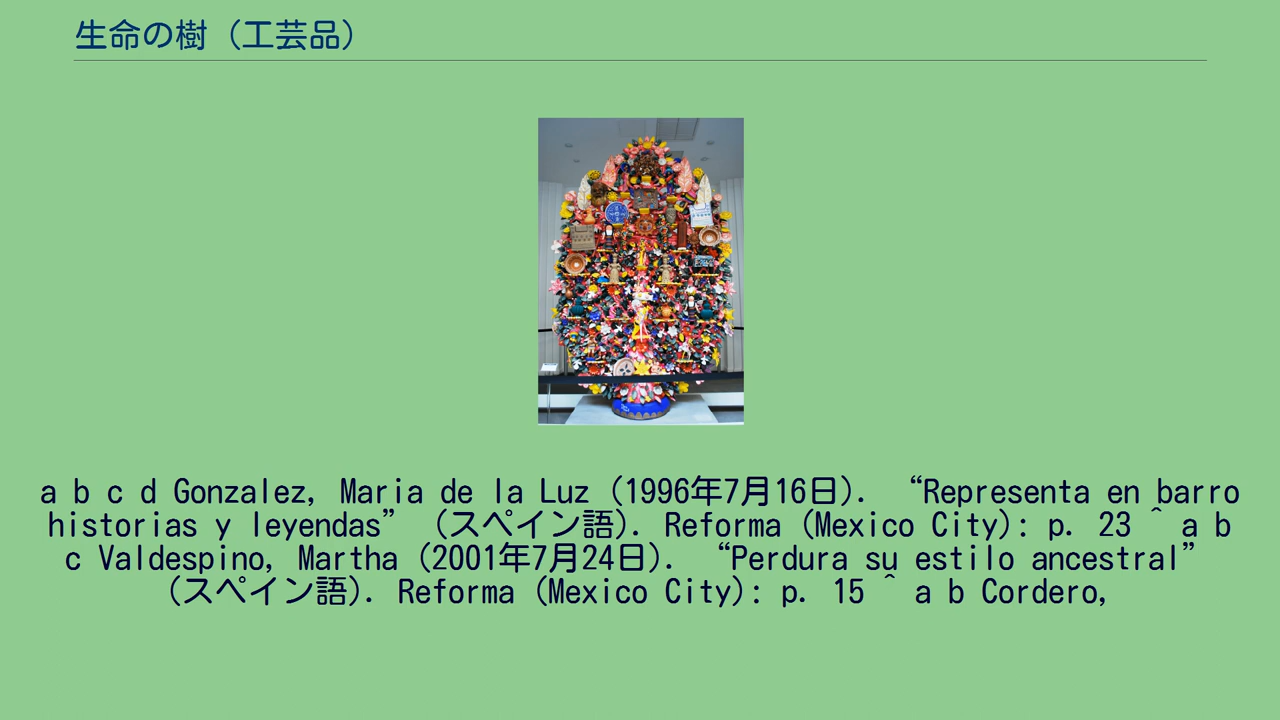 生命の樹（工芸品）
a b c d Gonzalez, Maria de la Luz (1996年7月16日). “Representa en barro
historias y leyendas” （スペイン語). Reforma (Mexico City): p. 23 ^ a b
c Valdespino, Martha (2001年7月24日). “Perdura su estilo ancestral”
（スペイン語). Reforma (Mexico City): p. 15 ^ a b Cordero,